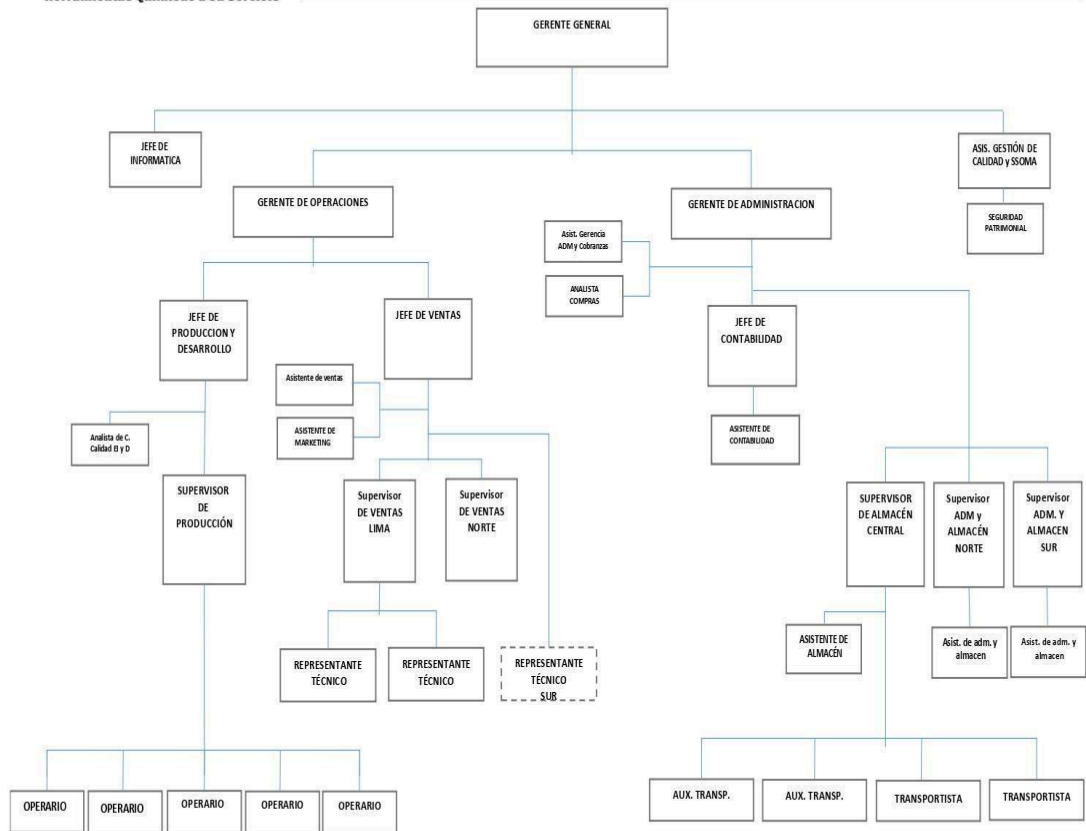 GERENTE GENERAL
JEFE DE
INFORMATICA
ASIS. GESTIÓN DE
CALIDAD y SSOMA
GERENTE DE OPERACIONES
GERENTE DE ADMINISTRACION
SEGURIDAD
PATRIMONIAL
Asist. Gerencia
ADM y Cobranzas
ANALISTA
COMPRAS
JEFE DE
PRODUCCION Y
DESARROLLO
JEFE DE VENTAS
JEFE DE
CONTABILIDAD
Asistente de ventas
ASISTENTE DE
MARKETING
Analista de C.
Calidad EI y D
ASISTENTE DE
CONTABILIDAD
SUPERVISOR
DE
PRODUCCIÓN
Supervisor
DE VENTAS
LIMA
Supervisor
DE VENTAS
NORTE
SUPERVISOR
DE ALMACÉN
CENTRAL
Supervisor
ADM y
ALMACÉN
NORTE
Supervisor
ADM. Y
ALMACEN
SUR
ASISTENTE DE
ALMACÉN
Asist. de adm. y
almacen
Asist. de adm. y
almacen
REPRESENTANTE
TÉCNICO
REPRESENTANTE
TÉCNICO
REPRESENTANTE
TÉCNICO
SUR
OPERARIO
OPERARIO
OPERARIO
OPERARIO
OPERARIO
AUX. TRANSP.
AUX. TRANSP.
TRANSPORTISTA
TRANSPORTISTA